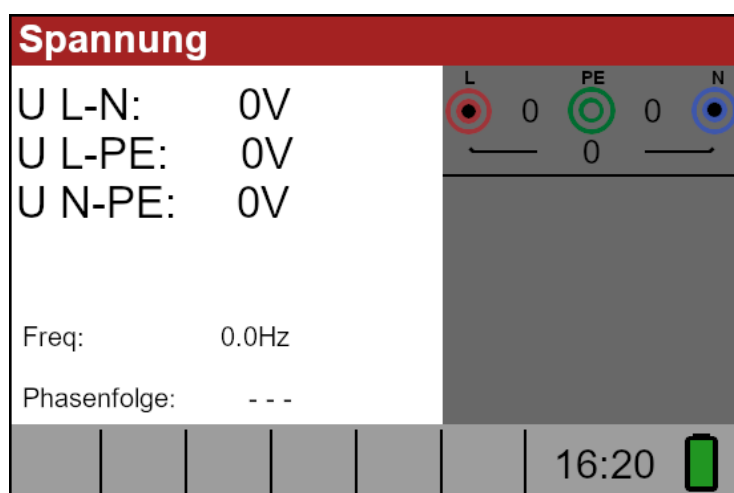 Spannung
U L-N: 0V
U L-PE: 0V
U N-PE: 0V
Freq: 0.0Hz
Phasenfolge: - - -
L PE N
0 0
0
16:20